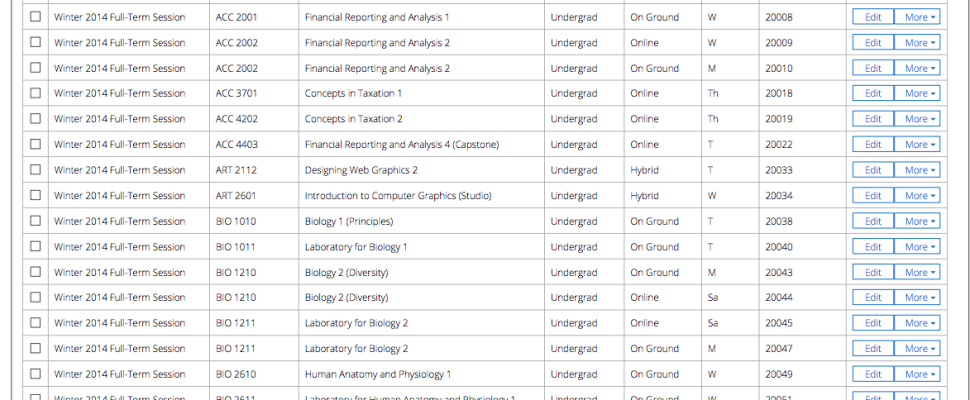 Winter 2014 Full-Term Session ACC 2001 Financial Reporting and Analysis 1 Undergrad On Ground W 20008 Edit More
Winter 2014 Full-Term Session ACC 2002 Financial Reporting and Analysis 2 Undergrad Online W 20009 Edit More
Winter 2014 Full-Term Session ACC 2002 Financial Reporting and Analysis 2 Undergrad On Ground M 20010 Edit More
Winter 2014 Full-Term Session ACC 3701 Concepts in Taxation 1 Undergrad Online Th 20018 Edit More
Winter 2014 Full-Term Session ACC 4202 Concepts in Taxation 2 Undergrad Online Th 20019 Edit More
Winter 2014 Full-Term Session ACC 4403 Financial Reporting and Analysis 4 (Capstone) Undergrad Online T 20022 Edit More
Winter 2014 Full-Term Session ART 2112 Designing Web Graphics 2 Undergrad Hybrid T 20033 Edit More
Winter 2014 Full-Term Session ART 2601 Introduction to Computer Graphics (Studio) Undergrad Hybrid W 20034 Edit More
Winter 2014 Full-Term Session BIO 1010 Biology 1 (Principles) Undergrad On Ground T 20038 Edit More
Winter 2014 Full-Term Session BIO 1011 Laboratory for Biology 1 Undergrad On Ground T 20040 Edit More
Winter 2014 Full-Term Session BIO 1210 Biology 2 (Diversity) Undergrad On Ground M 20043 Edit More
Winter 2014 Full-Term Session BIO 1210 Biology 2 (Diversity) Undergrad Online Sa 20044 Edit More
Winter 2014 Full-Term Session BIO 1211 Laboratory for Biology 2 Undergrad Online Sa 20045 Edit More
Winter 2014 Full-Term Session BIO 1211 Laboratory for Biology 2 Undergrad On Ground M 20047 Edit More
Winter 2014 Full-Term Session BIO 2610 Human Anatomy and Physiology 1 Undergrad On Ground W 20049 Edit More
Winter 2014 Full-Term Session BIO 2611 Laboratory for Human Anatomy and Physiology 1 Undergrad On Ground W 20051 Edit More